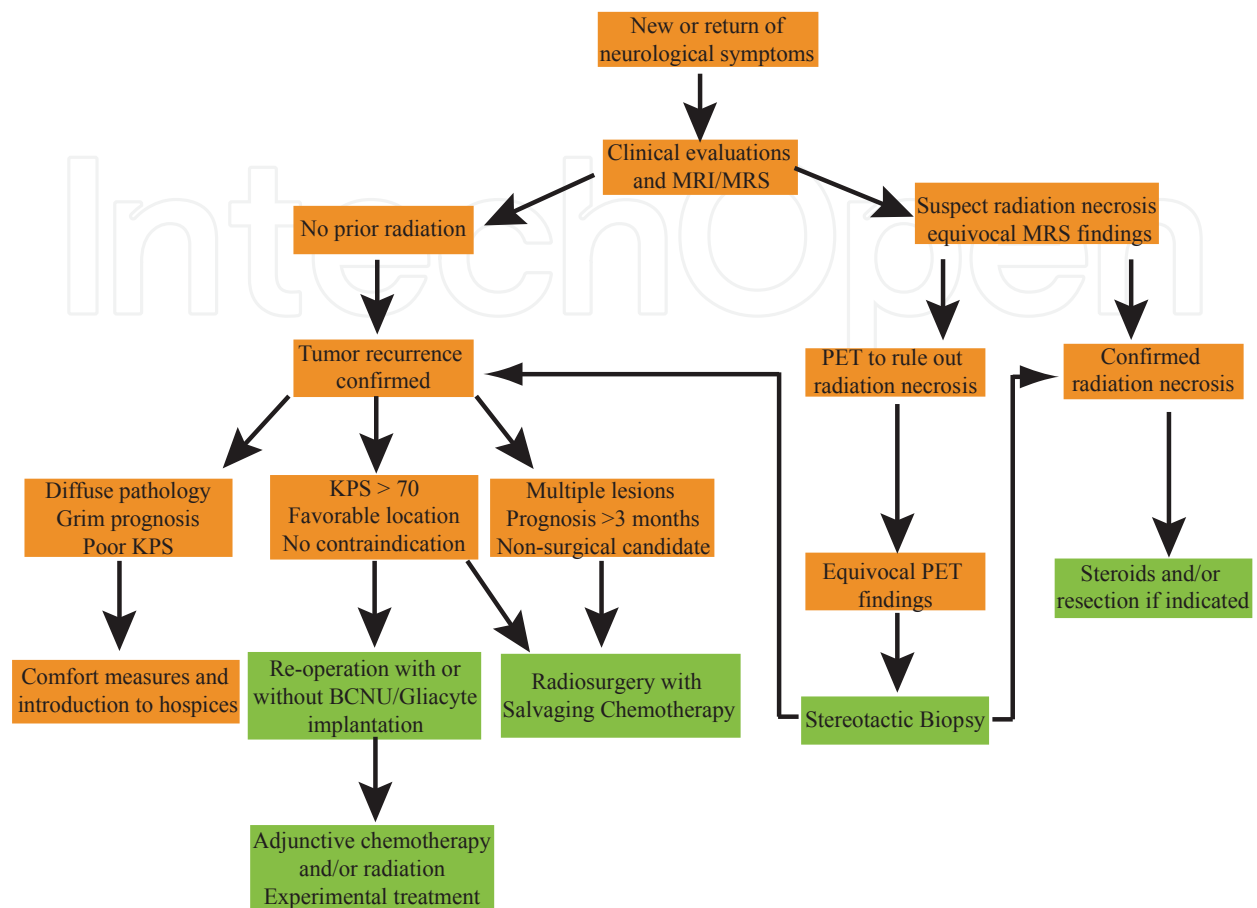 New or return of
neurological symptoms
Clinical evaluations
and MRI/MRS
No prior radiation
Suspect radiation necrosis
equivocal MRS findings
Tumor recurrence
confirmed
PET to rule out
radiation necrosis
Confirmed
radiation necrosis
Diffuse pathology
Grim prognosis
Poor KPS
KPS > 70
Favorable location
No contraindication
Multiple lesions
Prognosis >3 months
Non-surgical candidate
Equivocal PET
findings
Steroids and/or
resection if indicated
Comfort measures and
introduction to hospices
Re-operation with or
without BCNU/Gliacyte
implantation
Radiosurgery with
Salvaging Chemotherapy
Stereotactic Biopsy
Adjunctive chemotherapy
and/or radiation
Experimental treatment
IntechOpen